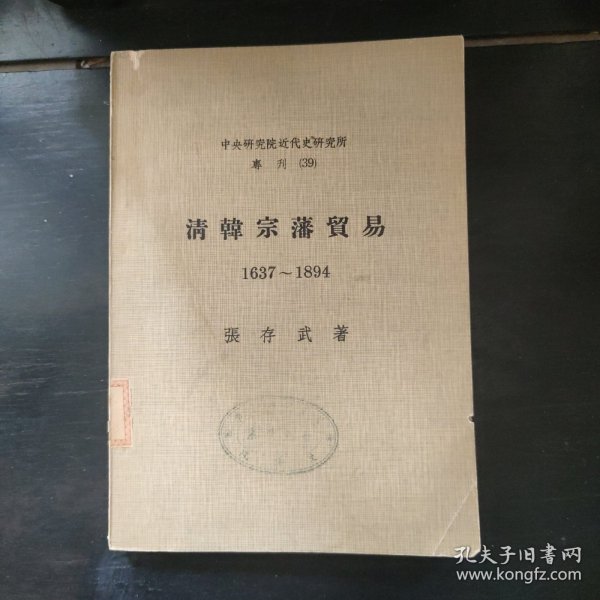 中央研究院近代史研究所
專刊 (39)
清韓宗藩貿易
1637～1894
張存武著
孔夫子旧书网
www.kongfz.com